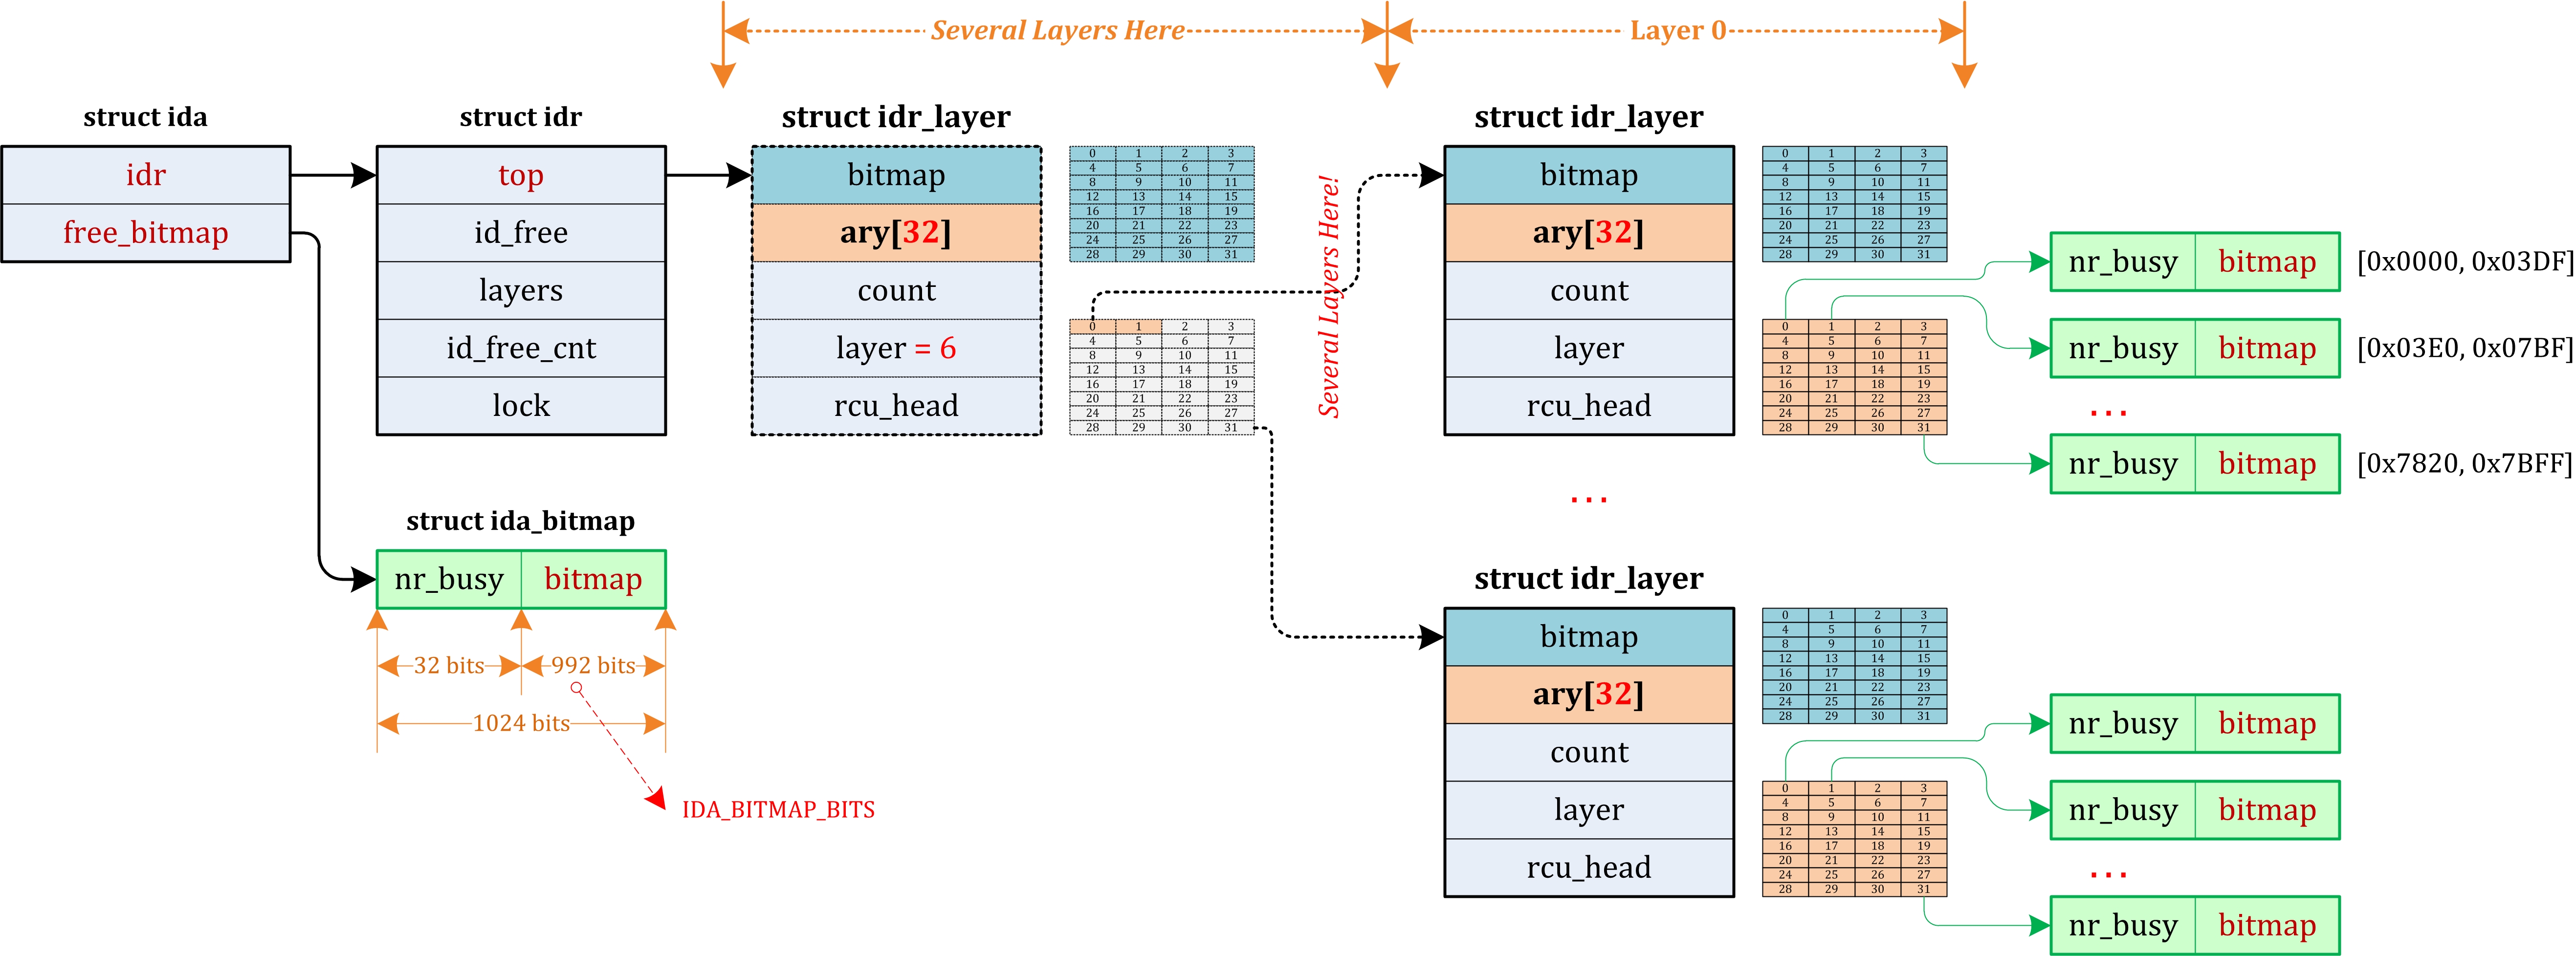 Several Layers Here
Layer 0
struct ida
idr
free_bitmap
struct idr
top
id_free
layers
id_free_cnt
lock
struct idr_layer
bitmap
ary[32]
count
layer = 6
rcu_head
0 1 2 3
4 5 6 7
8 9 10 11
12 13 14 15
16 17 18 19
20 21 22 23
24 25 26 27
28 29 30 31
0 1 2 3
4 5 6 7
8 9 10 11
12 13 14 15
16 17 18 19
20 21 22 23
24 25 26 27
28 29 30 31
Several Layers Here!
struct idr_layer
bitmap
ary[32]
count
layer
rcu_head
0 1 2 3
4 5 6 7
8 9 10 11
12 13 14 15
16 17 18 19
20 21 22 23
24 25 26 27
28 29 30 31
0 1 2 3
4 5 6 7
8 9 10 11
12 13 14 15
16 17 18 19
20 21 22 23
24 25 26 27
28 29 30 31
nr_busy bitmap [0x0000, 0x03DF]
nr_busy bitmap [0x03E0, 0x07BF]
...
nr_busy bitmap [0x7820, 0x7BFF]
...
struct ida_bitmap
nr_busy bitmap
32 bits 992 bits
1024 bits
IDA_BITMAP_BITS
struct idr_layer
bitmap
ary[32]
count
layer
rcu_head
0 1 2 3
4 5 6 7
8 9 10 11
12 13 14 15
16 17 18 19
20 21 22 23
24 25 26 27
28 29 30 31
0 1 2 3
4 5 6 7
8 9 10 11
12 13 14 15
16 17 18 19
20 21 22 23
24 25 26 27
28 29 30 31
nr_busy bitmap
nr_busy bitmap
...
nr_busy bitmap